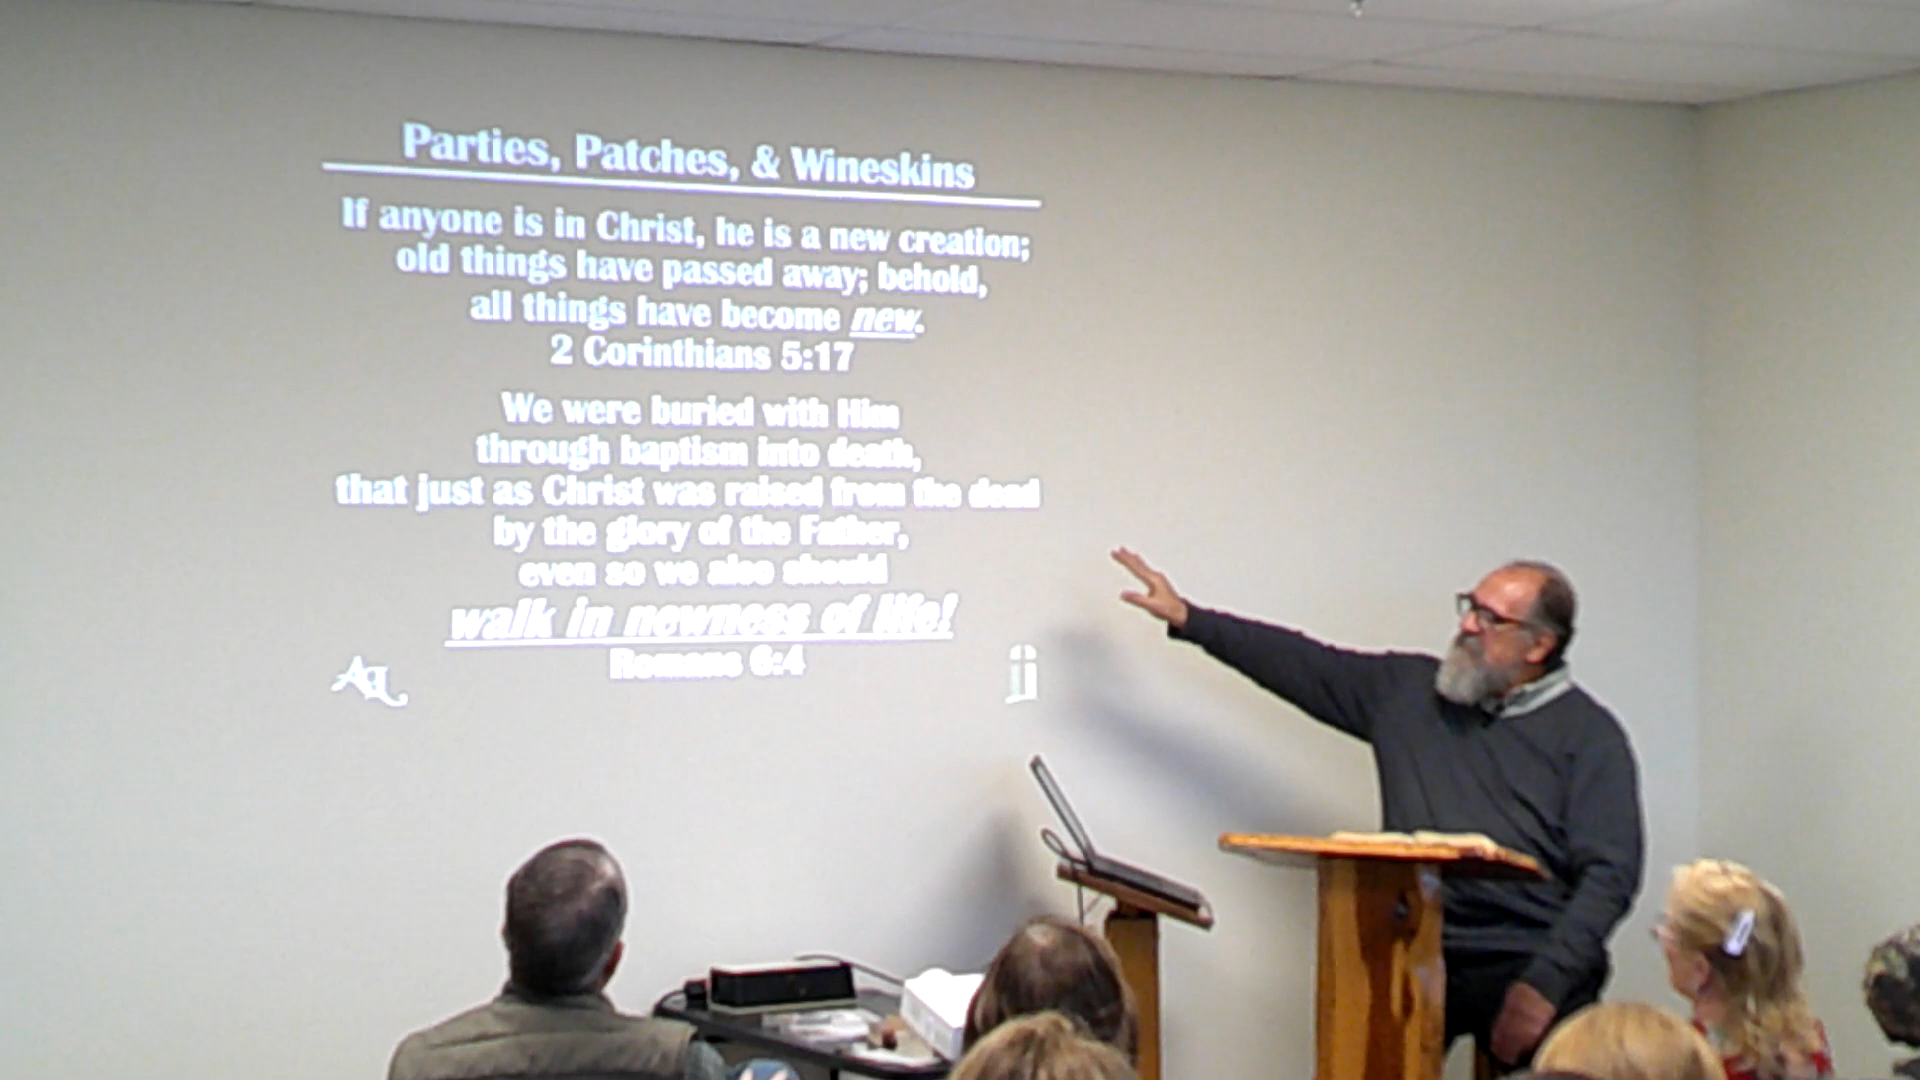 Parties, Patches, & Wineskins
If anyone is in Christ, he is a new creation;
old things have passed away; behold,
all things have become new.
2 Corinthians 5:17
We were buried with Him
through baptism into death,
that just as Christ was raised from the dead
by the glory of the Father,
even so we also should
walk in newness of life!
Romans 6:4